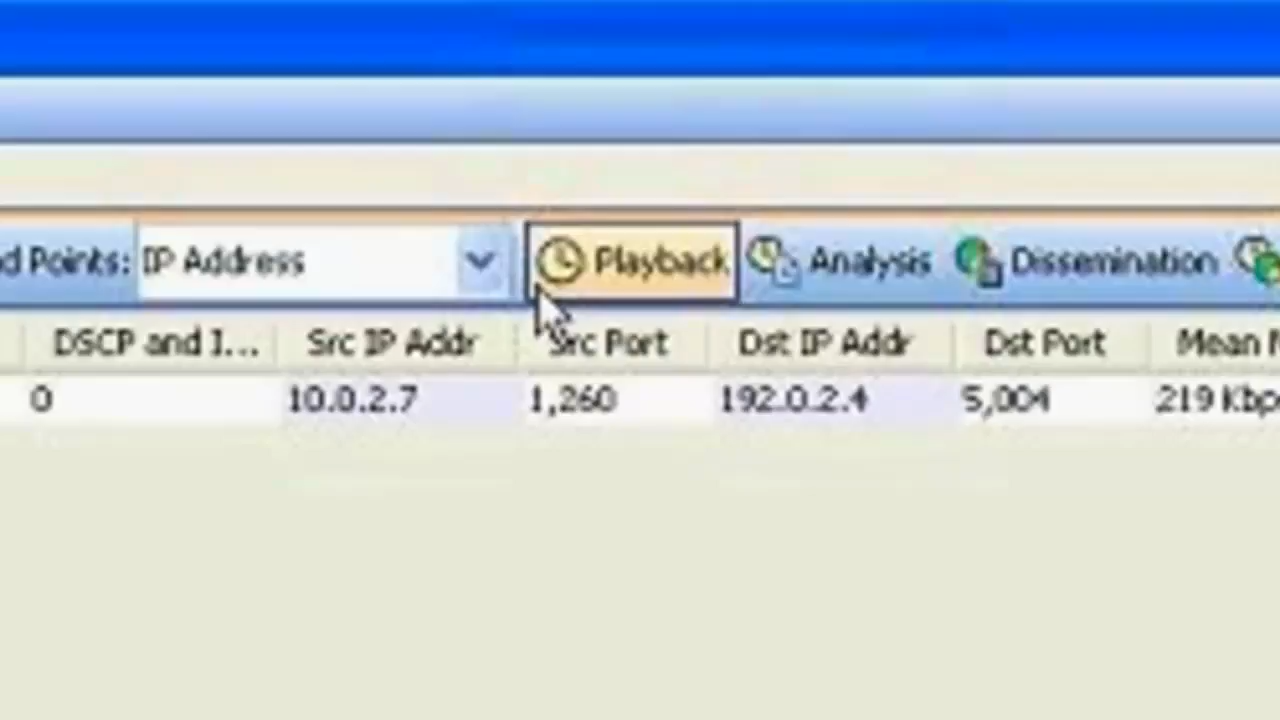 d Points: IP Address Playback Analysis Dissemination
DSCP and I... Src IP Addr Src Port Dst IP Addr Dst Port Mean
0 10.0.2.7 1,260 192.0.2.4 5,004 219 Kbp